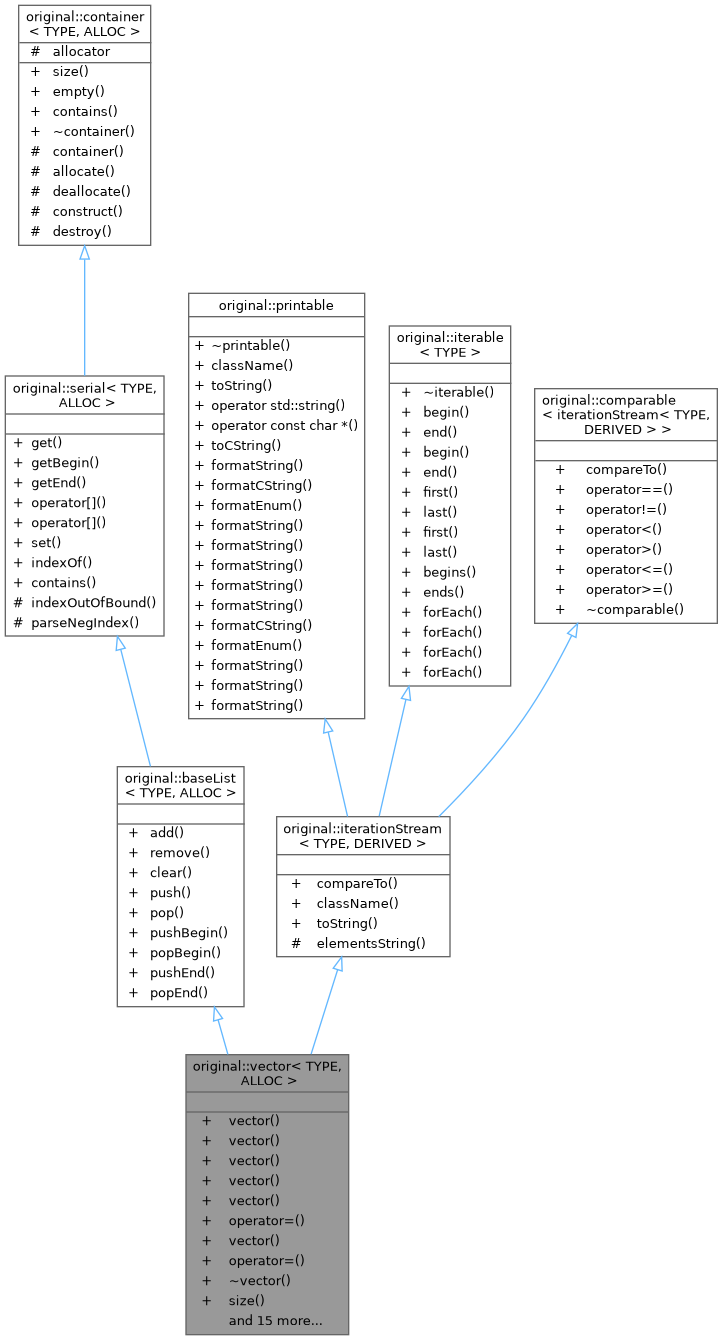 original::container
< TYPE, ALLOC >
# allocator
+ size()
+ empty()
+ contains()
+ ~container()
# container()
# allocate()
# deallocate()
# construct()
# destroy()
original::printable
+ ~printable()
+ className()
+ toString()
+ operator std::string()
+ operator const char *()
+ toCString()
+ formatString()
+ formatCString()
+ formatEnum()
+ formatString()
+ formatString()
+ formatString()
+ formatString()
+ formatString()
+ formatCString()
+ formatEnum()
+ formatString()
+ formatString()
+ formatString()
original::iterable
< TYPE >
+ ~iterable()
+ begin()
+ end()
+ begin()
+ end()
+ first()
+ last()
+ first()
+ last()
+ begins()
+ ends()
+ forEach()
+ forEach()
+ forEach()
+ forEach()
original::serial< TYPE,
ALLOC >
+ get()
+ getBegin()
+ getEnd()
+ operator[]()
+ operator[]()
+ set()
+ indexOf()
+ contains()
# indexOutOfBound()
# parseNegIndex()
original::comparable
< iterationStream< TYPE,
DERIVED > >
+ compareTo()
+ operator==()
+ operator!=()
+ operator<()
+ operator>()
+ operator<=()
+ operator>=()
+ ~comparable()
original::baseList
< TYPE, ALLOC >
+ add()
+ remove()
+ clear()
+ push()
+ pop()
+ pushBegin()
+ popBegin()
+ pushEnd()
+ popEnd()
original::iterationStream
< TYPE, DERIVED >
+ compareTo()
+ className()
+ toString()
# elementsString()
original::vector< TYPE,
ALLOC >
+ vector()
+ vector()
+ vector()
+ vector()
+ vector()
+ operator=()
+ vector()
+ operator=()
+ ~vector()
+ size()
and 15 more...